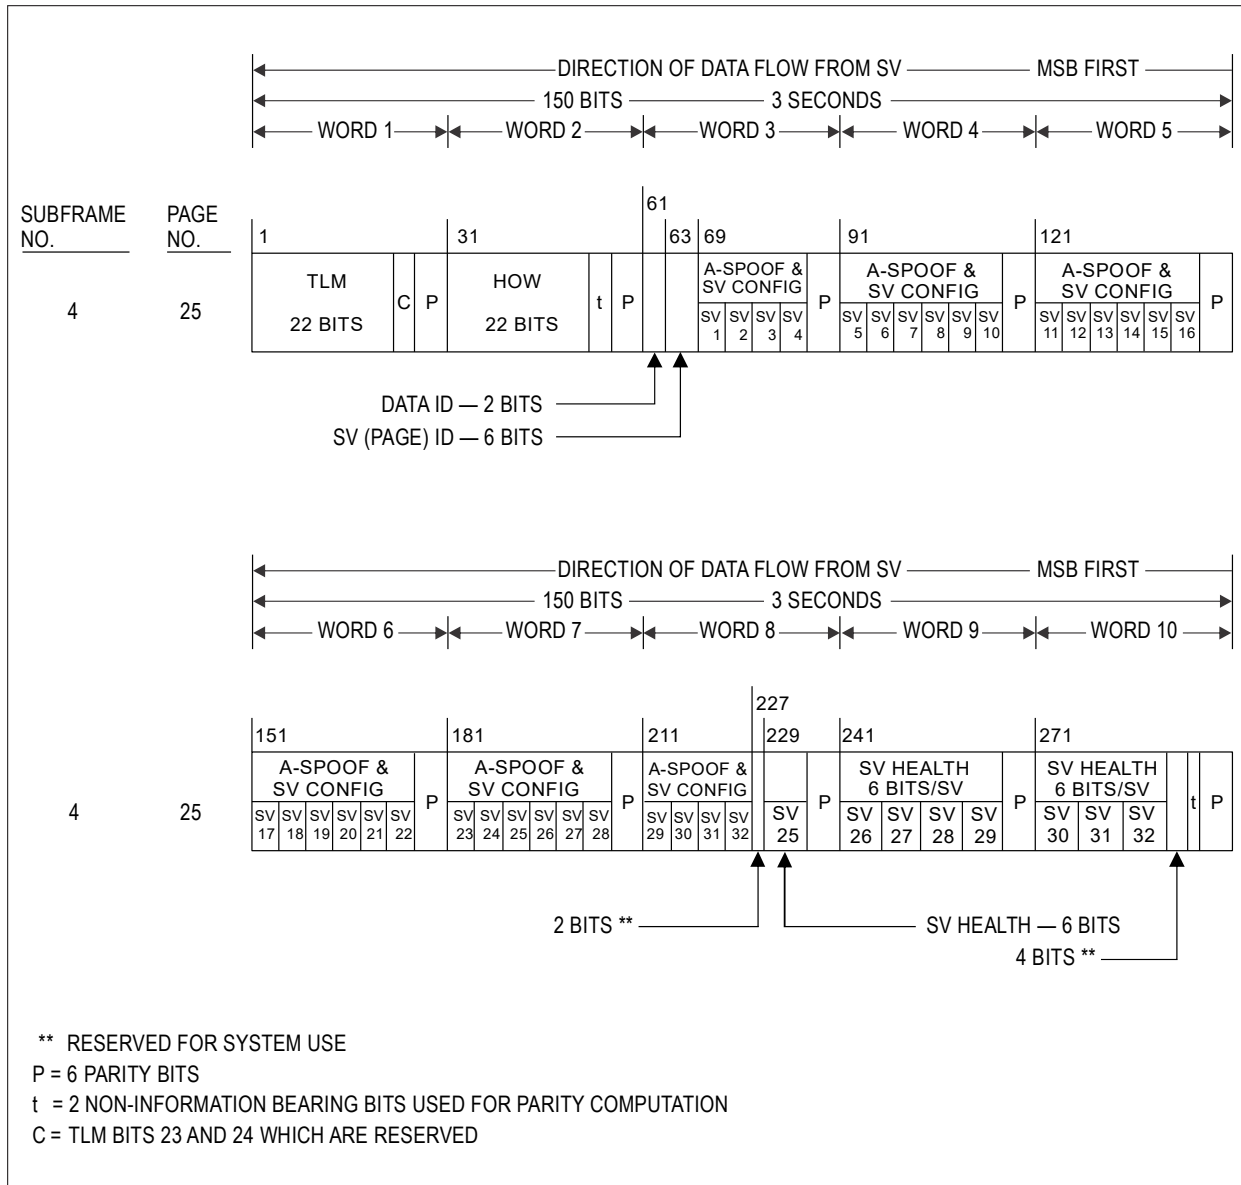 DIRECTION OF DATA FLOW FROM SV MSB FIRST
150 BITS 3 SECONDS
WORD 1 WORD 2 WORD 3 WORD 4 WORD 5
61
SUBFRAME NO. PAGE NO.
1 31 63 69 91 121
4 25
TLM 22 BITS C P
HOW 22 BITS t P
A-SPOOF & SV CONFIG P
SV 1 SV 2 SV 3 SV 4
A-SPOOF & SV CONFIG P
SV 5 SV 6 SV 7 SV 8 SV 9 SV 10
A-SPOOF & SV CONFIG P
SV 11 SV 12 SV 13 SV 14 SV 15 SV 16
DATA ID — 2 BITS
SV (PAGE) ID — 6 BITS
DIRECTION OF DATA FLOW FROM SV MSB FIRST
150 BITS 3 SECONDS
WORD 6 WORD 7 WORD 8 WORD 9 WORD 10
227
151 181 211 229 241 271
4 25
A-SPOOF & SV CONFIG P
SV 17 SV 18 SV 19 SV 20 SV 21 SV 22
A-SPOOF & SV CONFIG P
SV 23 SV 24 SV 25 SV 26 SV 27 SV 28
A-SPOOF & SV CONFIG
SV 29 SV 30 SV 31 SV 32
SV 25 P
SV HEALTH 6 BITS/SV P
SV 26 SV 27 SV 28 SV 29
SV HEALTH 6 BITS/SV
SV 30 SV 31 SV 32 t P
2 BITS **
SV HEALTH — 6 BITS
4 BITS **
** RESERVED FOR SYSTEM USE
P = 6 PARITY BITS
t = 2 NON-INFORMATION BEARING BITS USED FOR PARITY COMPUTATION
C = TLM BITS 23 AND 24 WHICH ARE RESERVED